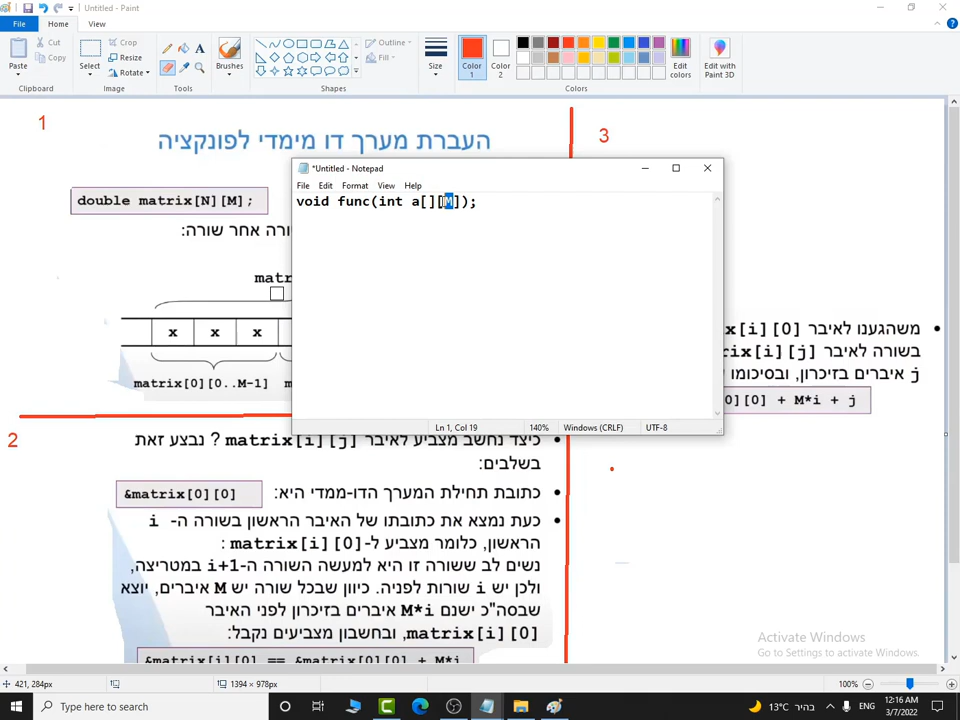 Untitled - Paint
File
Home
View
Paste
Cut
Copy
Clipboard
Select
Crop
Resize
Rotate
Image
Tools
Brushes
Shapes
Outline
Fill
Size
Color 1
Color 2
Colors
Edit colors
Edit with Paint 3D
1
העברת מערך דו מימדי לפונקציה
double matrix[N][M];
ורה אחר שורה:
matr
x x x
matrix[0][0..M-1] m
*Untitled - Notepad
File Edit Format View Help
void func(int a[][M]);
Ln 1, Col 19 140% Windows (CRLF) UTF-8
2
• כיצד נחשב מצביע לאיבר matrix[i][j] ? נבצע זאת
בשלבים:
• כתובת תחילת המערך הדו-ממדי היא:
&matrix[0][0]
• כעת נמצא את כתובתו של האיבר הראשון בשורה ה- i
הראשון, כלומר מצביע ל-matrix[i][0] :
נשים לב ששורה זו היא למעשה השורה ה-i+1 במטריצה,
ולכן יש i שורות לפניה. כיוון שבכל שורה יש M איברים, יוצא
שבסה"כ ישנם M*i איברים בזיכרון לפני האיבר
matrix[i][0], ובחשבון מצביעים נקבל:
&matrix[i][0] == &matrix[0][0] + M*i
3
• משהגענו לאיבר x[i][0]
בשורה לאיבר rix[i][j]
j איברים בזיכרון, ובסיכומו
0][0] + M*i + j
Activate Windows
Go to Settings to activate Windows.
421, 284px
1394 × 978px
100%
Type here to search
13°C בהיר
ENG
12:16 AM
3/7/2022